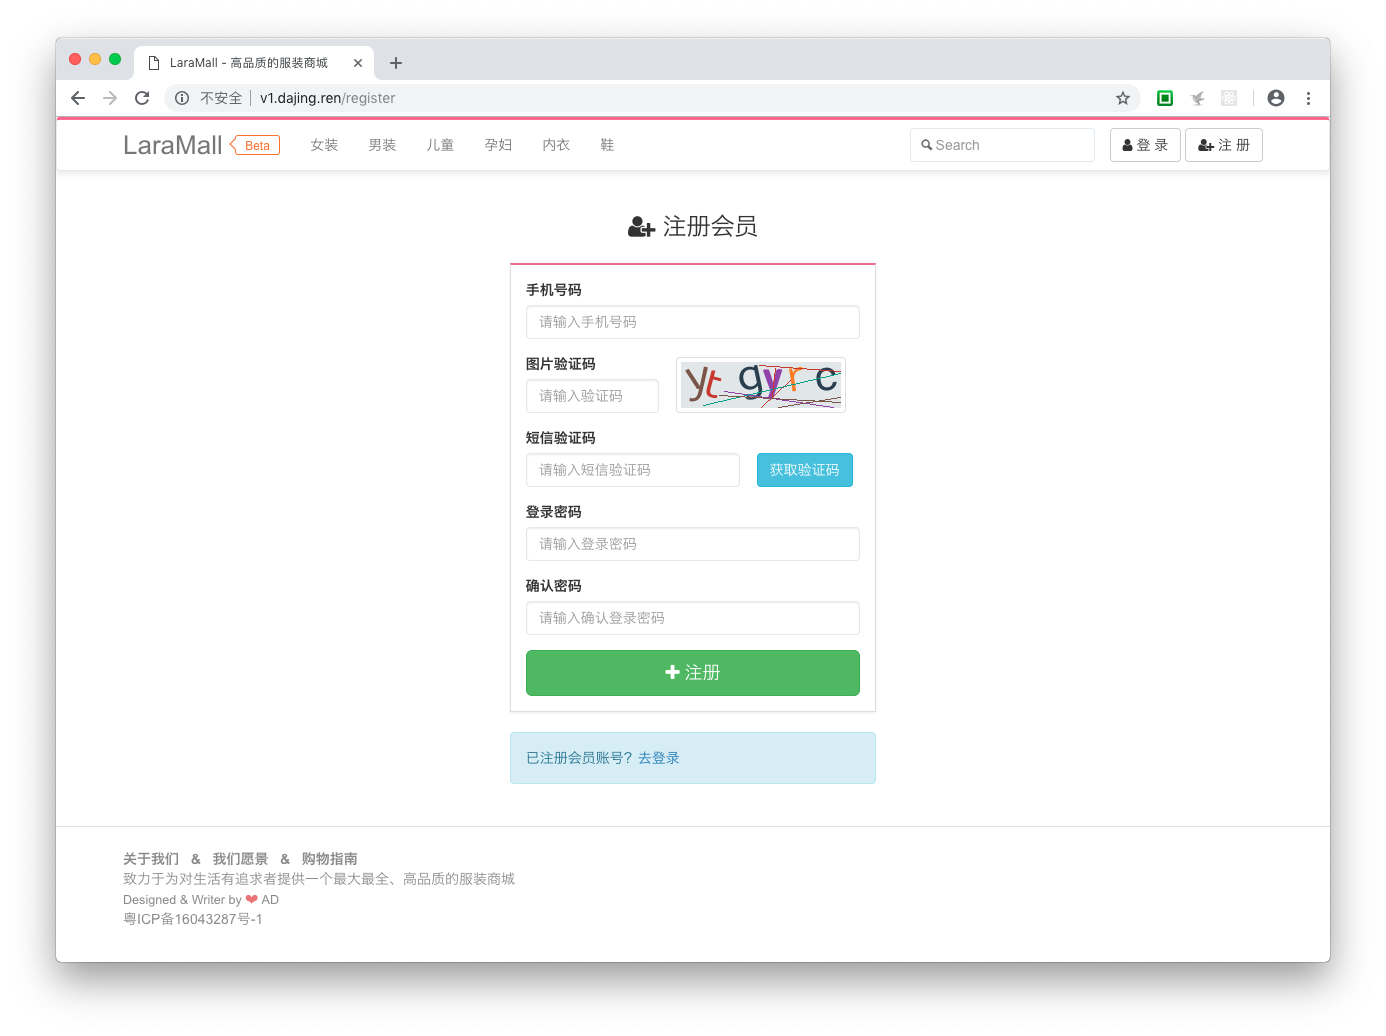 LaraMall - 高品质的服装商城
不安全 v1.dajing.ren/register
LaraMall Beta 女装 男装 儿童 孕妇 内衣 鞋 Search 登 录 注 册
注册会员
手机号码
请输入手机号码
图片验证码
请输入验证码
yt gyr c
短信验证码
请输入短信验证码 获取验证码
登录密码
请输入登录密码
确认密码
请输入确认登录密码
注册
已注册会员账号？去登录
关于我们 & 我们愿景 & 购物指南
致力于为对生活有追求者提供一个最大最全、高品质的服装商城
Designed & Writer by ❤ AD
粤ICP备16043287号-1